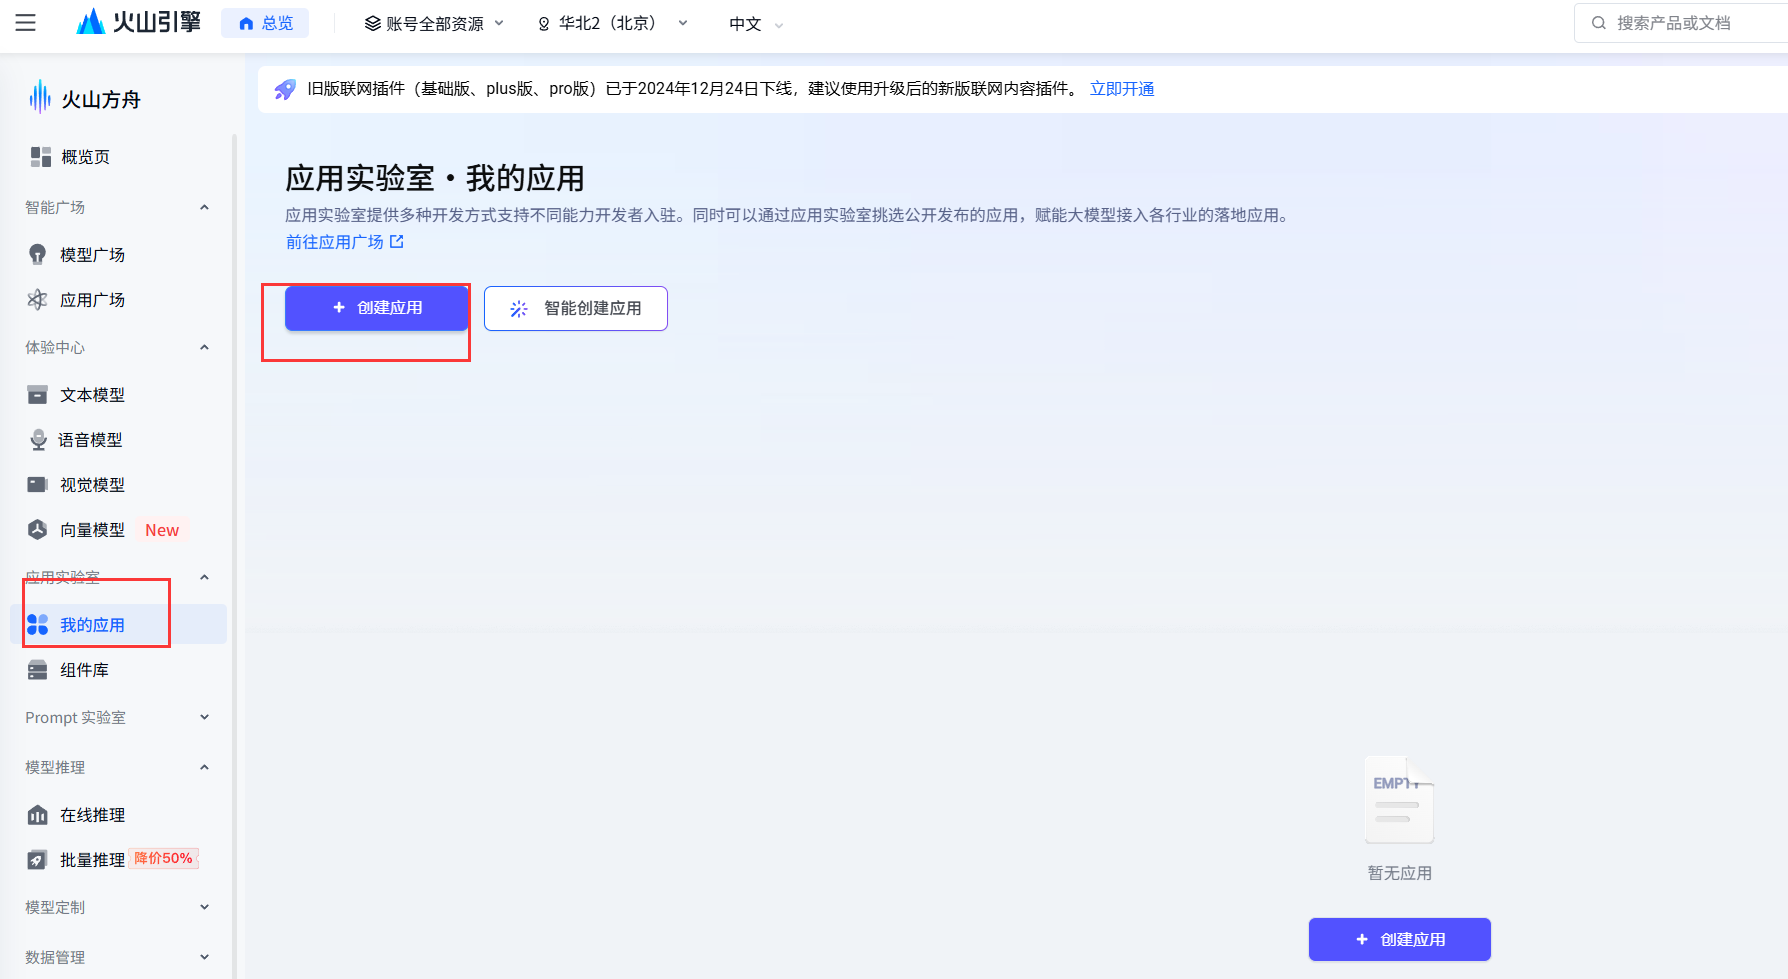 火山引擎
总览
账号全部资源
华北2（北京）
中文
搜索产品或文档
火山方舟
概览页
智能广场
模型广场
应用广场
体验中心
文本模型
语音模型
视觉模型
向量模型 New
应用实验室
我的应用
组件库
Prompt 实验室
模型推理
在线推理
批量推理 降价50%
模型定制
数据管理
旧版联网插件（基础版、plus版、pro版）已于2024年12月24日下线，建议使用升级后的新版联网内容插件。 立即开通
应用实验室・我的应用
应用实验室提供多种开发方式支持不同能力开发者入驻。同时可以通过应用实验室挑选公开发布的应用，赋能大模型接入各行业的落地应用。
前往应用广场
+ 创建应用
智能创建应用
EMPTY
暂无应用
+ 创建应用